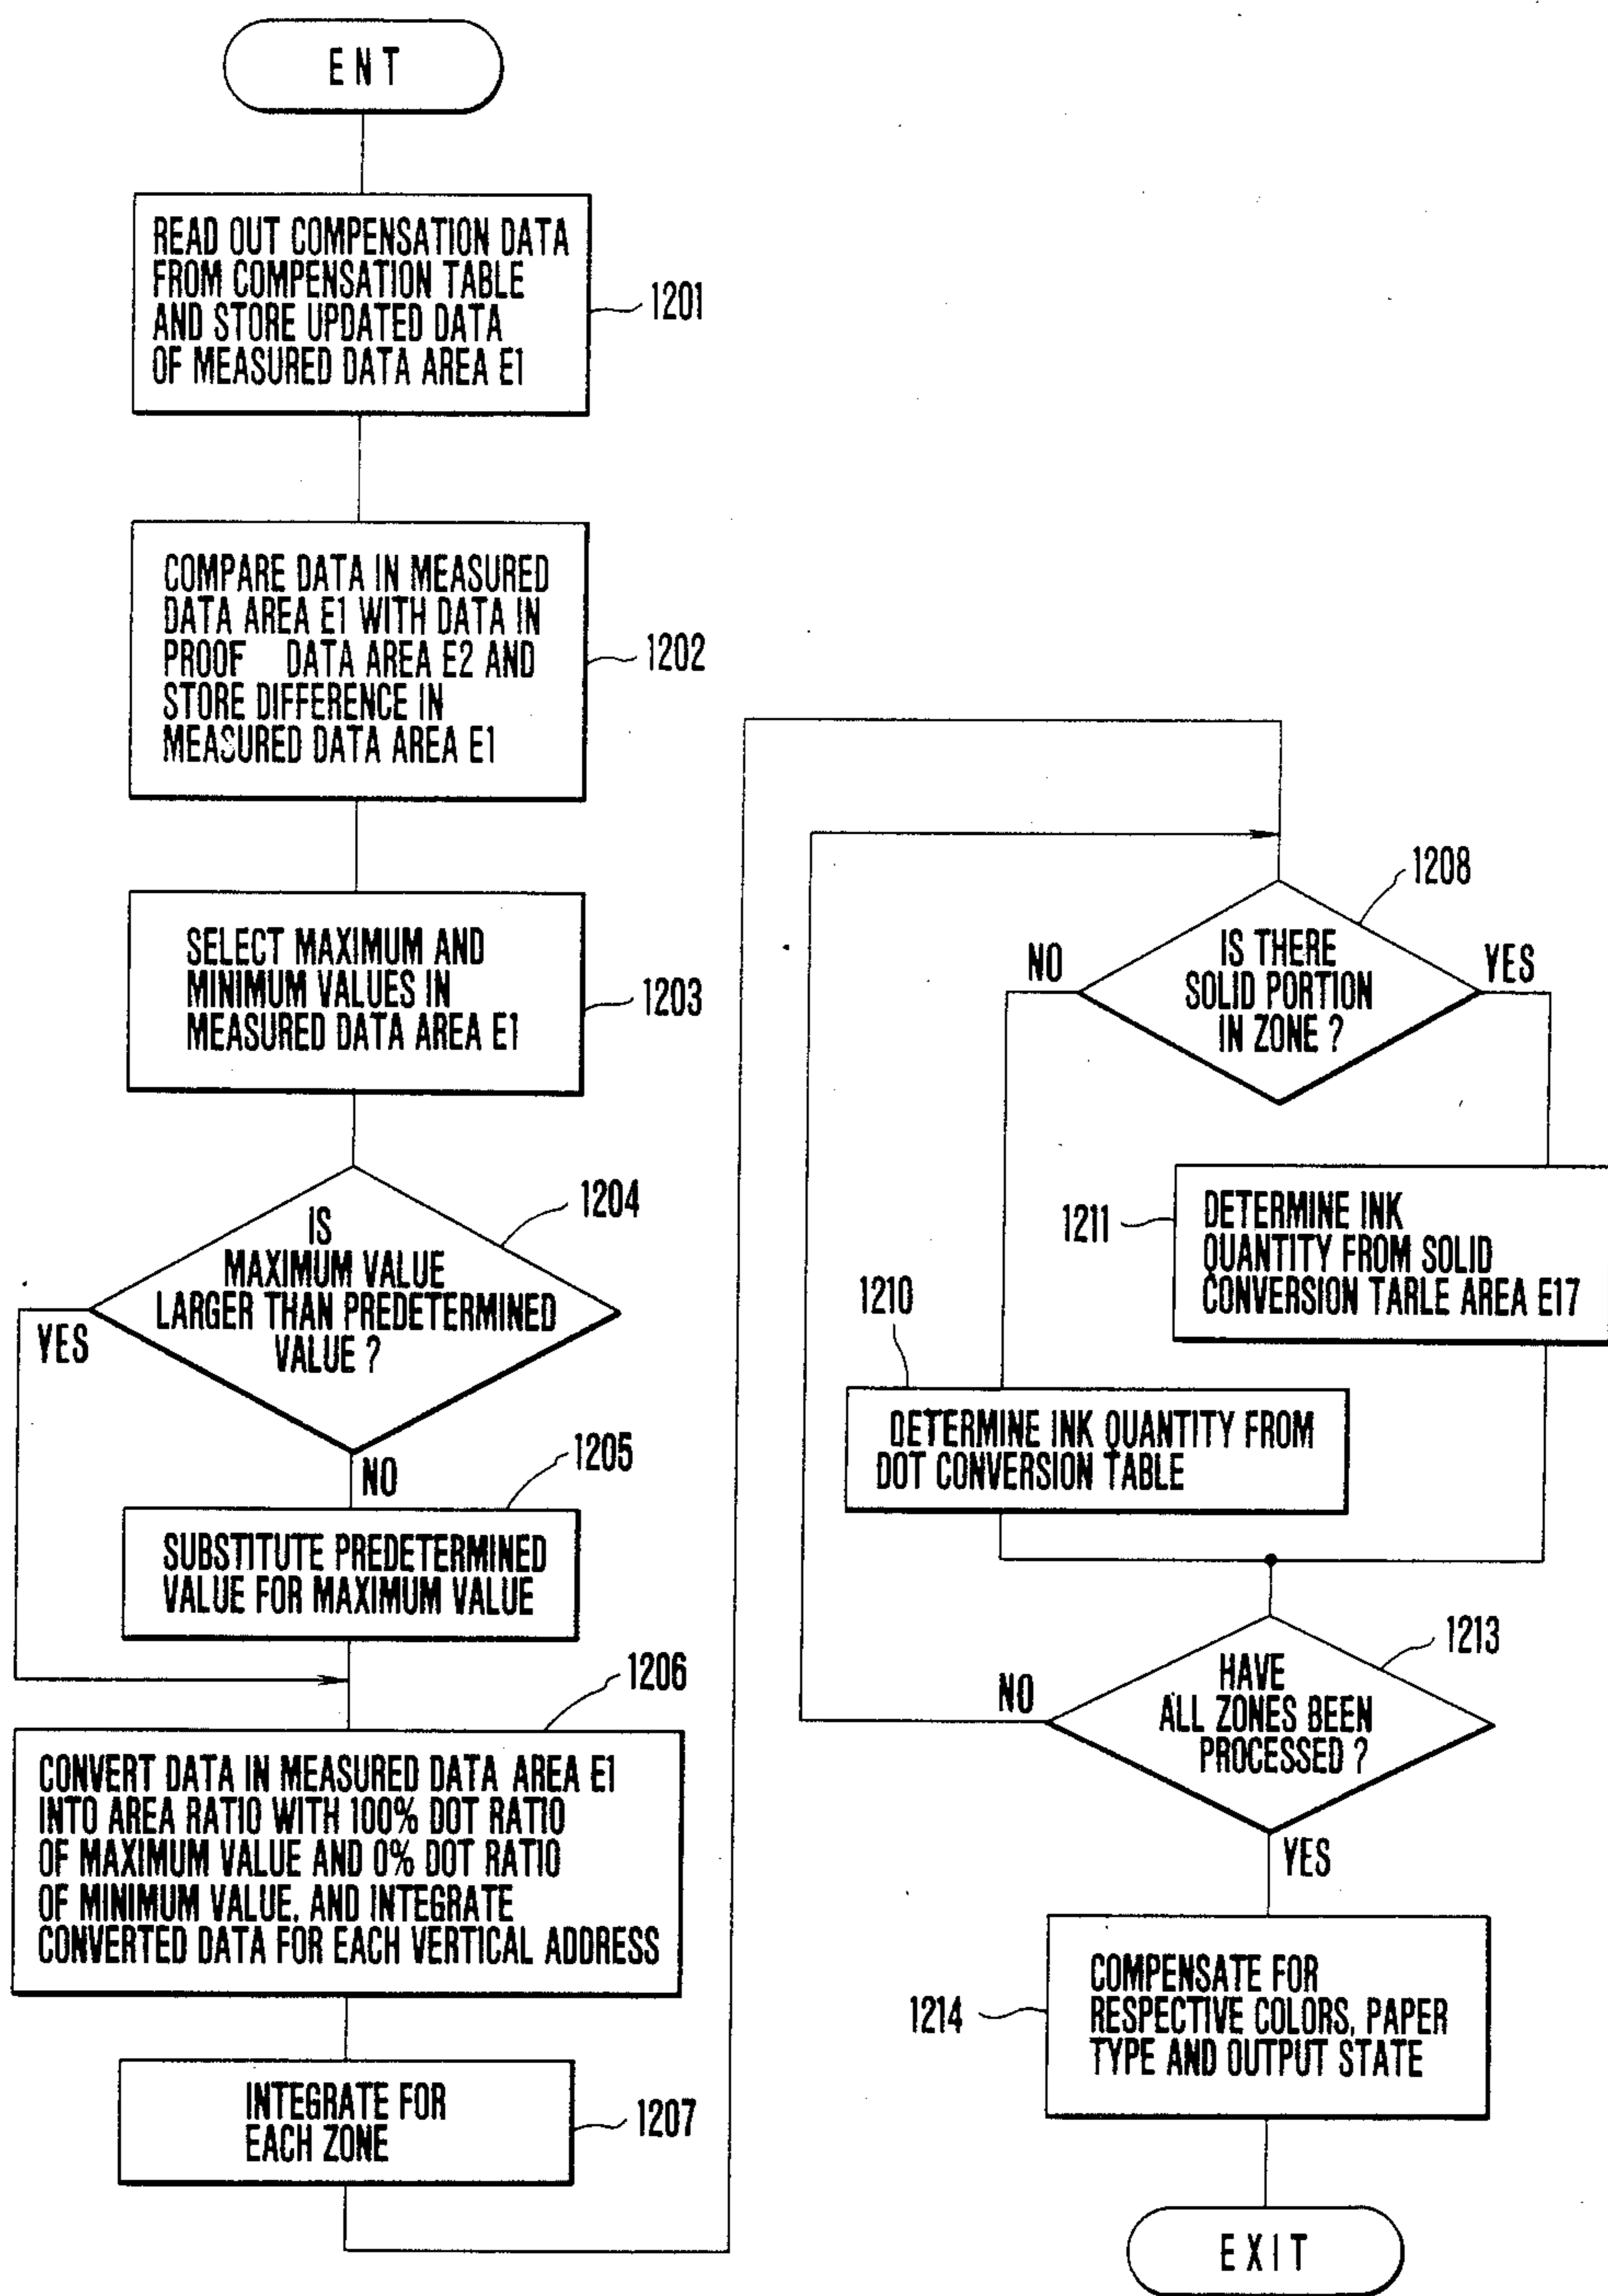 ENT
READ OUT COMPENSATION DATA
FROM COMPENSATION TABLE
AND STORE UPDATED DATA
OF MEASURED DATA AREA E1
1201
COMPARE DATA IN MEASURED
DATA AREA E1 WITH DATA IN
PROOF DATA AREA E2 AND
STORE DIFFERENCE IN
MEASURED DATA AREA E1
1202
SELECT MAXIMUM AND
MINIMUM VALUES IN
MEASURED DATA AREA E1
1203
IS
MAXIMUM VALUE
LARGER THAN PREDETERMINED
VALUE ?
1204
YES
NO
1205
SUBSTITUTE PREDETERMINED
VALUE FOR MAXIMUM VALUE
1206
CONVERT DATA IN MEASURED DATA AREA E1
INTO AREA RATIO WITH 100% DOT RATIO
OF MAXIMUM VALUE AND 0% DOT RATIO
OF MINIMUM VALUE, AND INTEGRATE
CONVERTED DATA FOR EACH VERTICAL ADDRESS
INTEGRATE FOR
EACH ZONE
1207
1208
IS THERE
SOLID PORTION
IN ZONE ?
NO
YES
1211
DETERMINE INK
QUANTITY FROM SOLID
CONVERSION TARLE AREA E17
1210
DETERMINE INK QUANTITY FROM
DOT CONVERSION TABLE
1213
HAVE
ALL ZONES BEEN
PROCESSED ?
NO
YES
1214
COMPENSATE FOR
RESPECTIVE COLORS, PAPER
TYPE AND OUTPUT STATE
EXIT